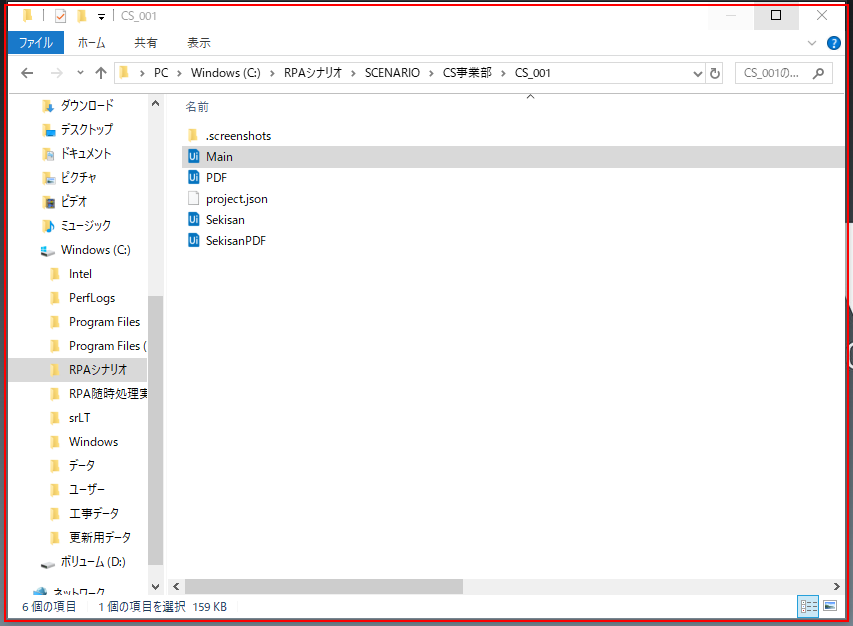 CS_001
ファイル ホーム 共有 表示
PC Windows (C:) RPAシナリオ SCENARIO CS事業部 CS_001 CS_001の...
ダウンロード
デスクトップ
ドキュメント
ピクチャ
ビデオ
ミュージック
Windows (C:)
Intel
PerfLogs
Program Files
Program Files (
RPAシナリオ
RPA随時処理実
srLT
Windows
データ
ユーザー
工事データ
更新用データ
ボリューム (D:)
ネットワーク
名前
.screenshots
Ui Main
Ui PDF
project.json
Ui Sekisan
Ui SekisanPDF
6 個の項目 1 個の項目を選択 159 KB